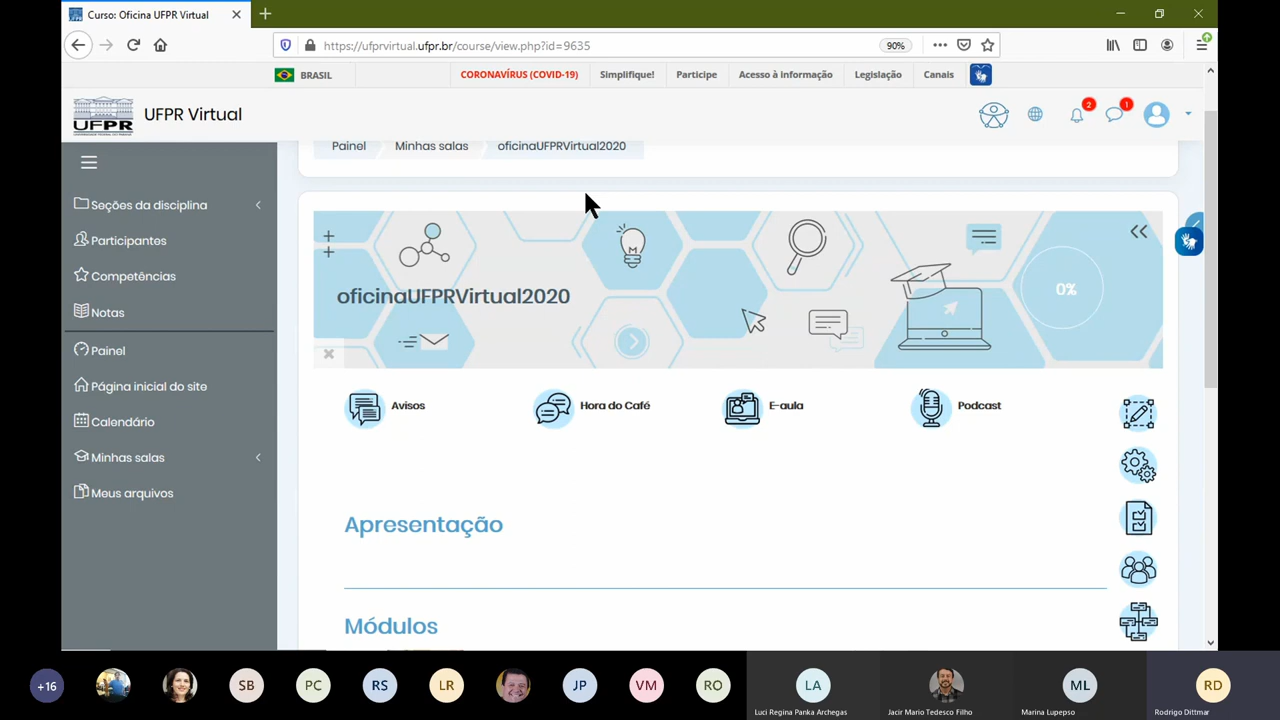 Curso: Oficina UFPR Virtual
https://ufprvirtual.ufpr.br/course/view.php?id=9635
90%
BRASIL
CORONAVÍRUS (COVID-19)
Simplifique!
Participe
Acesso à informação
Legislação
Canais
UFPR
UFPR Virtual
2
1
Painel
Minhas salas
oficinaUFPRVirtual2020
Seções da disciplina
Participantes
Competências
Notas
Painel
Página inicial do site
Calendário
Minhas salas
Meus arquivos
oficinaUFPRVirtual2020
0%
Avisos
Hora do Café
E-aula
Podcast
Apresentação
Módulos
+16
SB
PC
RS
LR
JP
VM
RO
LA
ML
RD
Luci Regina Panka Archegas
Jacir Mario Tedesco Filho
Marina Lupepso
Rodrigo Dittmar